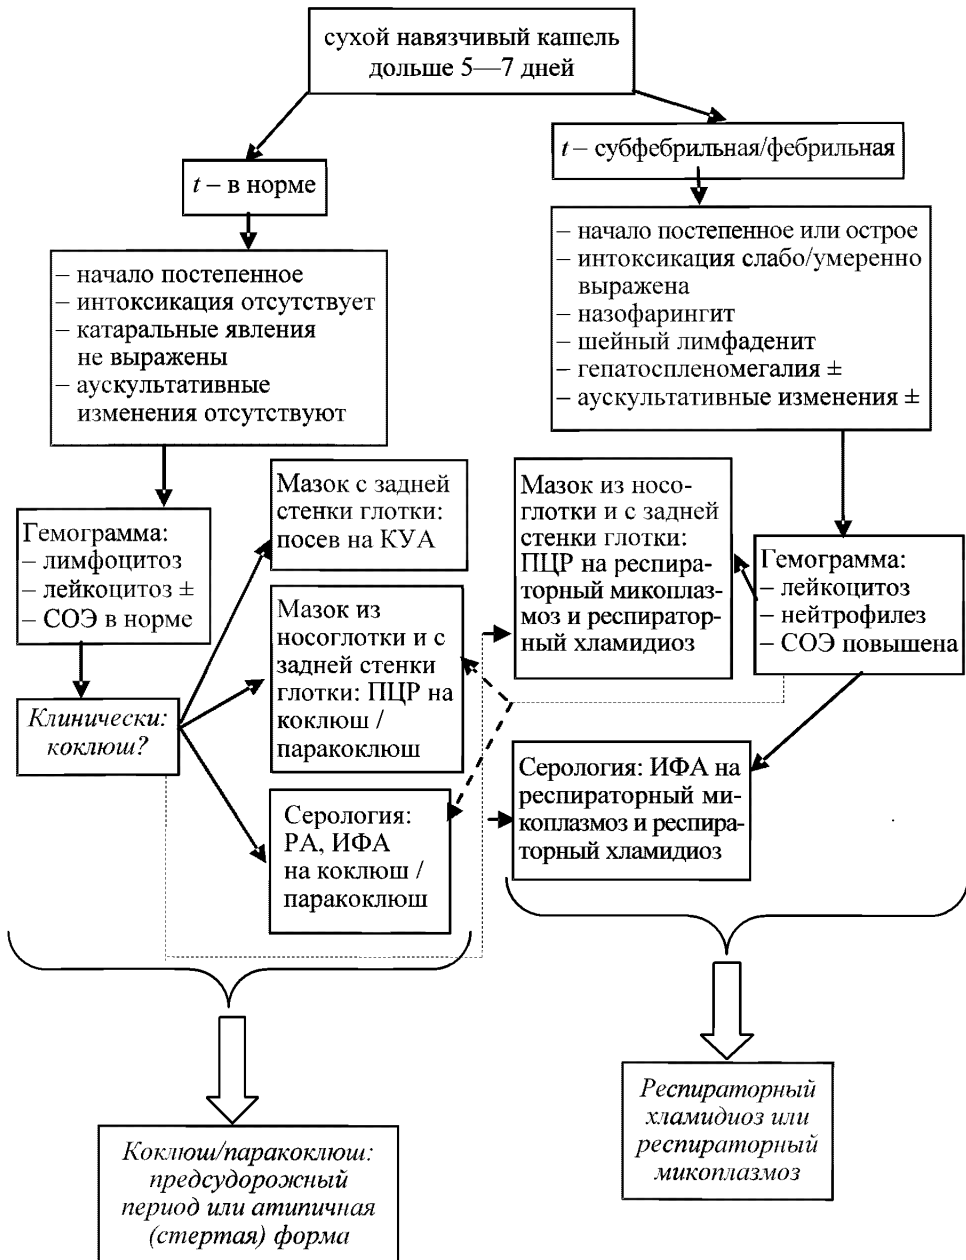 сухой навязчивый кашель
дольше 5—7 дней
t – в норме
t – субфебрильная/фебрильная
– начало постепенное
– интоксикация отсутствует
– катаральные явления
не выражены
– аускультативные
изменения отсутствуют
– начало постепенное или острое
– интоксикация слабо/умеренно
выражена
– назофарингит
– шейный лимфаденит
– гепатоспленомегалия ±
– аускультативные изменения ±
Гемограмма:
– лимфоцитоз
– лейкоцитоз ±
– СОЭ в норме
Клинически:
коклюш?
Мазок с задней
стенки глотки:
посев на КУА
Мазок из
носоглотки и с
задней стенки
глотки: ПЦР на
коклюш /
паракоклюш
Серология:
РА, ИФА
на коклюш /
паракоклюш
Мазок из носо-
глотки и с задней
стенки глотки:
ПЦР на респира-
торный микоплаз-
моз и респиратор-
ный хламидиоз
Гемограмма:
– лейкоцитоз
– нейтрофилез
– СОЭ повышена
Серология: ИФА на
респираторный ми-
коплазмоз и респира-
торный хламидиоз
Коклюш/паракоклюш:
предсудорожный
период или атипичная
(стертая) форма
Респираторный
хламидиоз или
респираторный
микоплазмоз